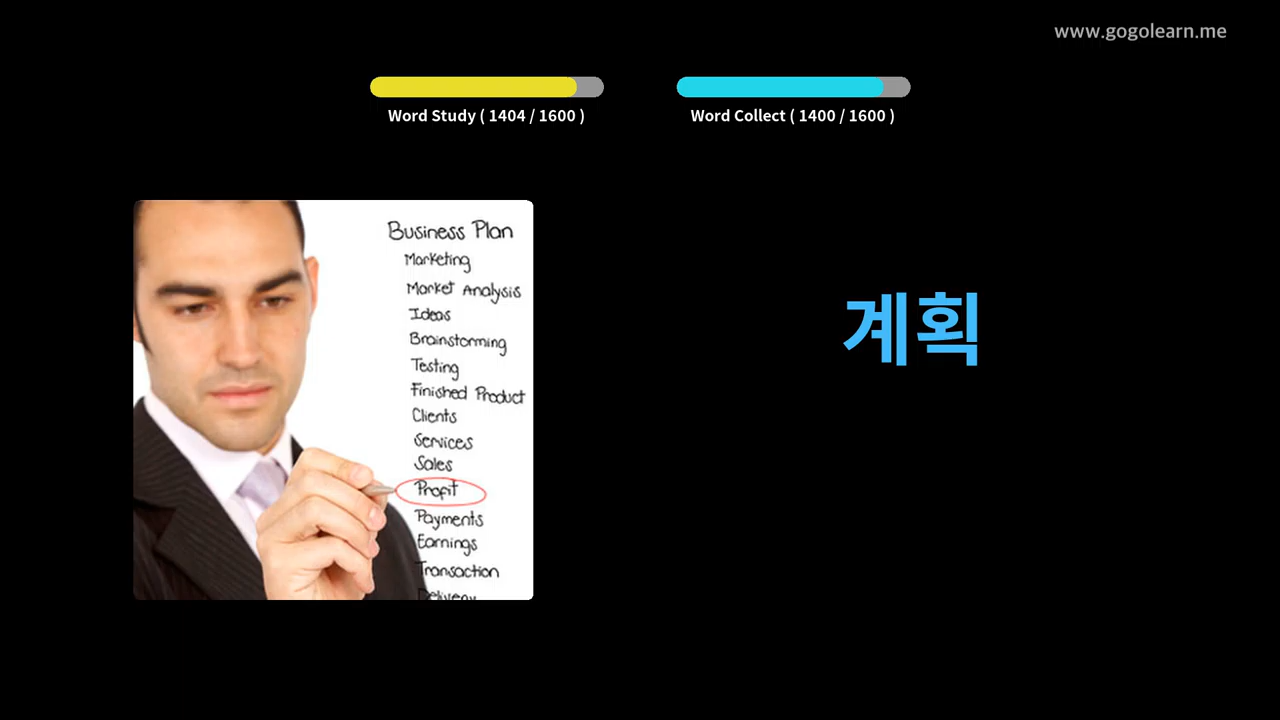 www.gogolearn.me
Word Study ( 1404 / 1600 )
Word Collect ( 1400 / 1600 )
Business Plan
Marketing
Market Analysis
Ideas
Brainstorming
Testing
Finished Product
Clients
Services
Sales
Profit
Payments
Earnings
Transaction
Delivery
계획